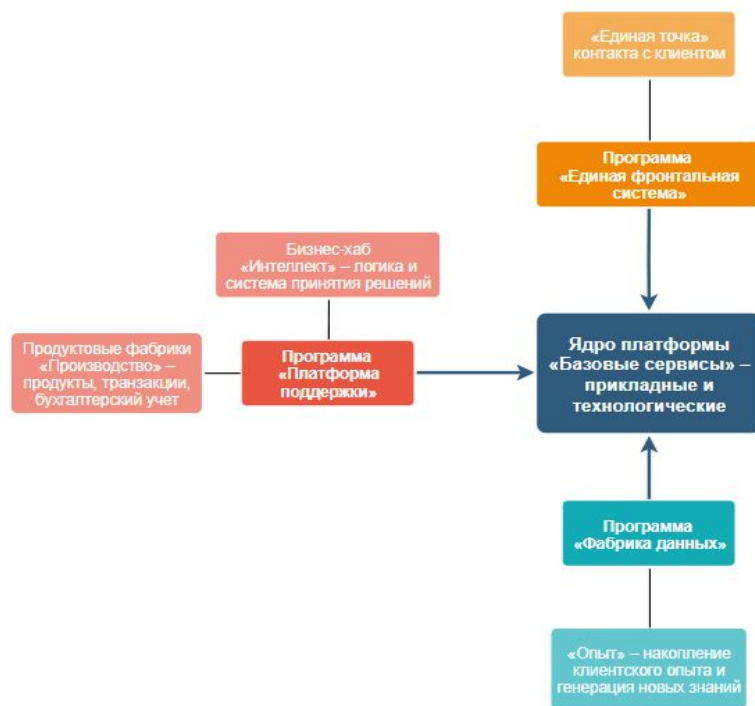 «Единая точка»
контакта с клиентом
Программа
«Единая фронтальная
система»
Бизнес-хаб
«Интеллект» – логика и
система принятия решений
Продуктовые фабрики
«Производство» –
продукты, транзакции,
бухгалтерский учет
Программа
«Платформа
поддержки»
Ядро платформы
«Базовые сервисы» –
прикладные и
технологические
Программа
«Фабрика данных»
«Опыт» – накопление
клиентского опыта и
генерация новых знаний